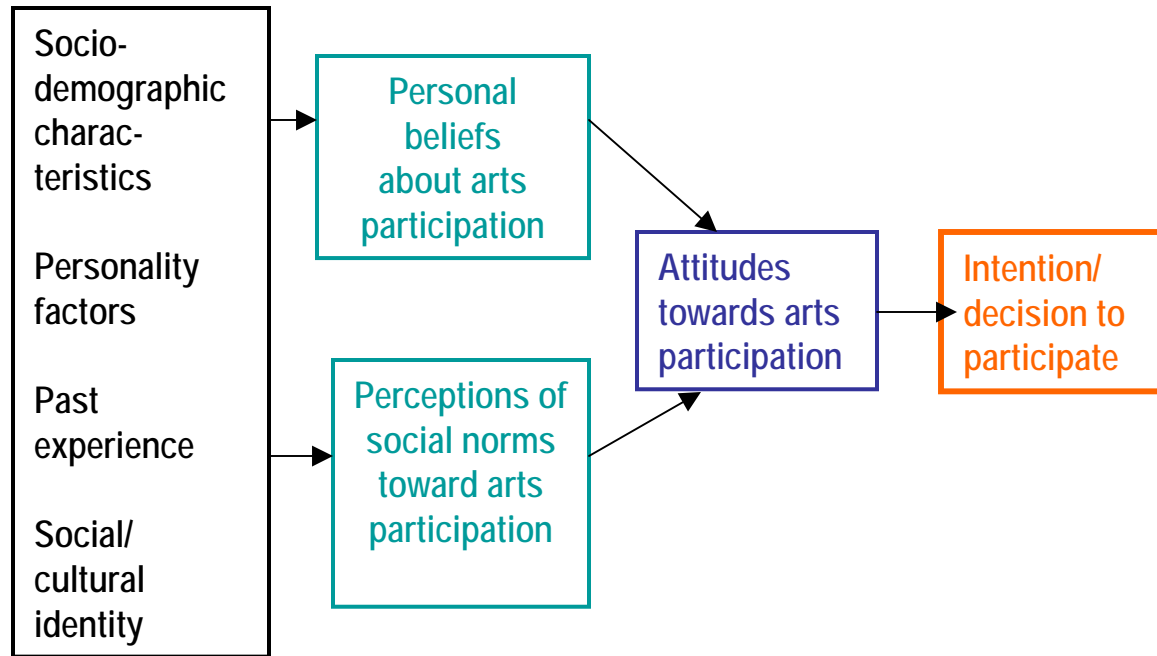 Socio-
demographic
charac-
teristics
Personality
factors
Past
experience
Social/
cultural
identity
Personal
beliefs
about arts
participation
Perceptions of
social norms
toward arts
participation
Attitudes
towards arts
participation
Intention/
decision to
participate